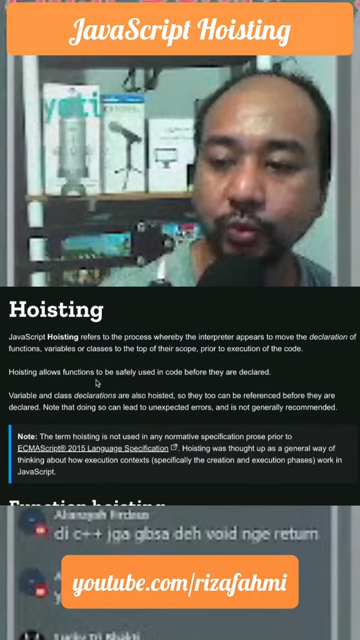 JavaScript Hoisting
yeti
Hoisting
JavaScript Hoisting refers to the process whereby the interpreter appears to move the declaration of
functions, variables or classes to the top of their scope, prior to execution of the code.
Hoisting allows functions to be safely used in code before they are declared.
Variable and class declarations are also hoisted, so they too can be referenced before they are
declared. Note that doing so can lead to unexpected errors, and is not generally recommended.
Note: The term hoisting is not used in any normative specification prose prior to
ECMAScript® 2015 Language Specification. Hoisting was thought up as a general way of
thinking about how execution contexts (specifically the creation and execution phases) work in
JavaScript.
Function hoisting
Aliansyah Firdaus
di c++ jga gbsa deh void nge return
youtube.com/rizafahmi